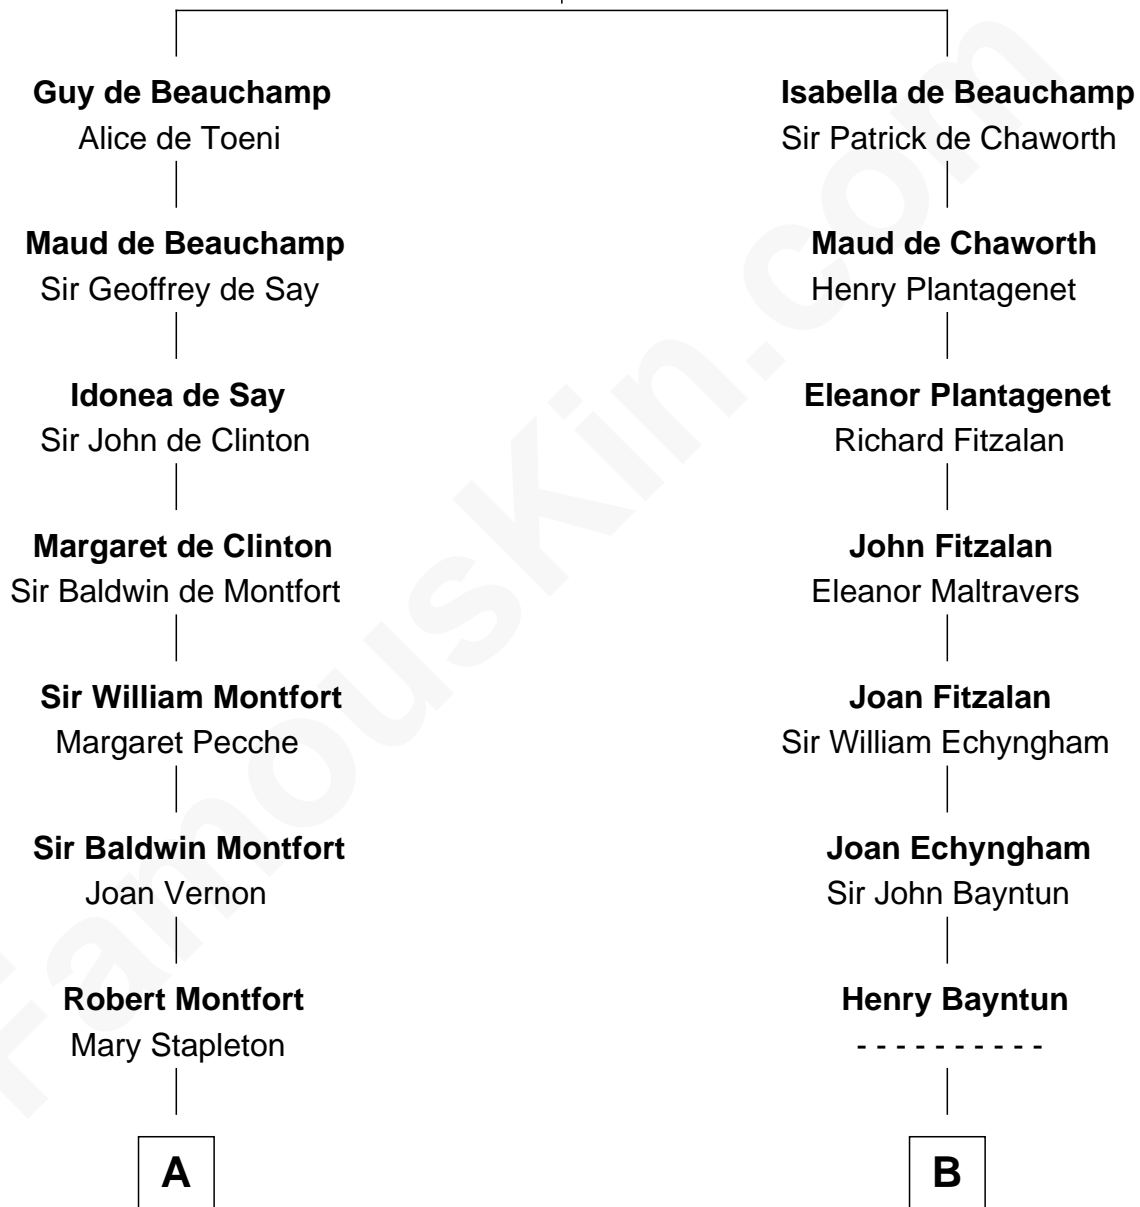 Guy de Beauchamp
Alice de Toeni
Maud de Beauchamp
Sir Geoffrey de Say
Idonea de Say
Sir John de Clinton
Margaret de Clinton
Sir Baldwin de Montfort
Sir William Montfort
Margaret Pecche
Sir Baldwin Montfort
Joan Vernon
Robert Montfort
Mary Stapleton
A
Isabella de Beauchamp
Sir Patrick de Chaworth
Maud de Chaworth
Henry Plantagenet
Eleanor Plantagenet
Richard Fitzalan
John Fitzalan
Eleanor Maltravers
Joan Fitzalan
Sir William Echyngham
Joan Echyngham
Sir John Bayntun
Henry Bayntun
- - - - - - - - - -
B
FamousKin.com